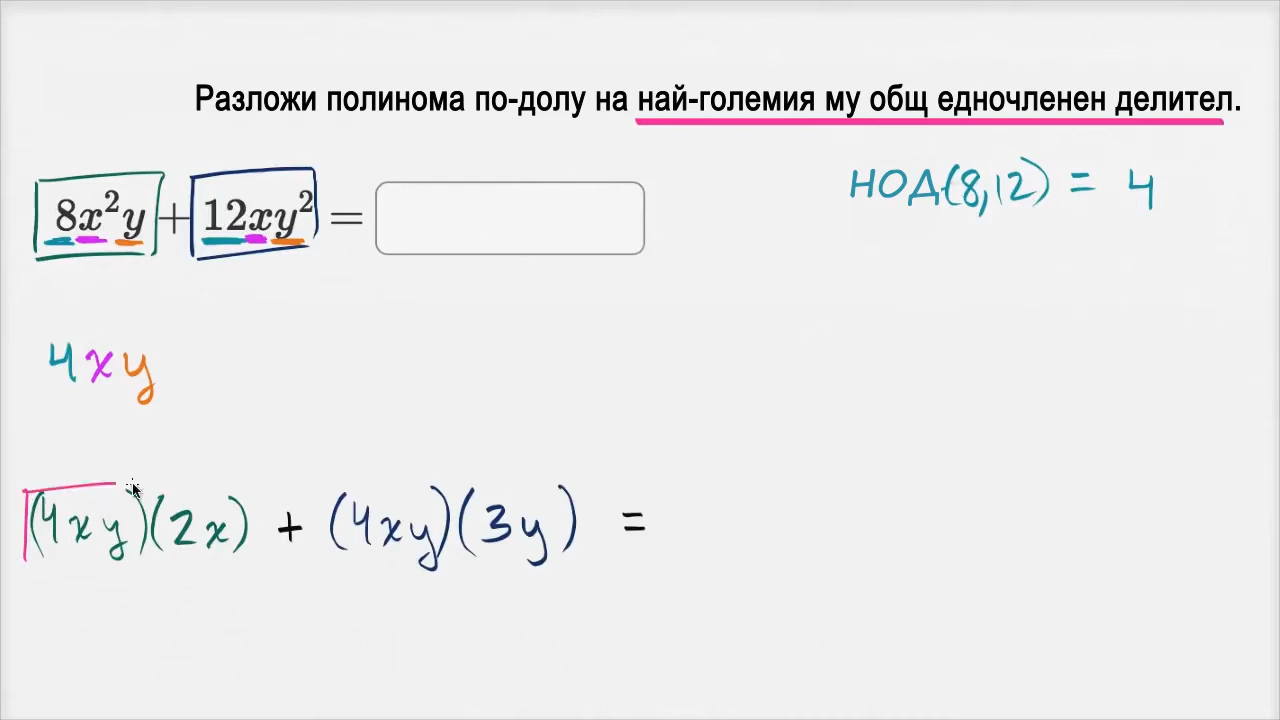 Разложи полинома по-долу на най-големия му общ едночленен делител.
НОД(8,12) = 4
8x²y + 12xy² =
4xy
(4xy)(2x) + (4xy)(3y) =